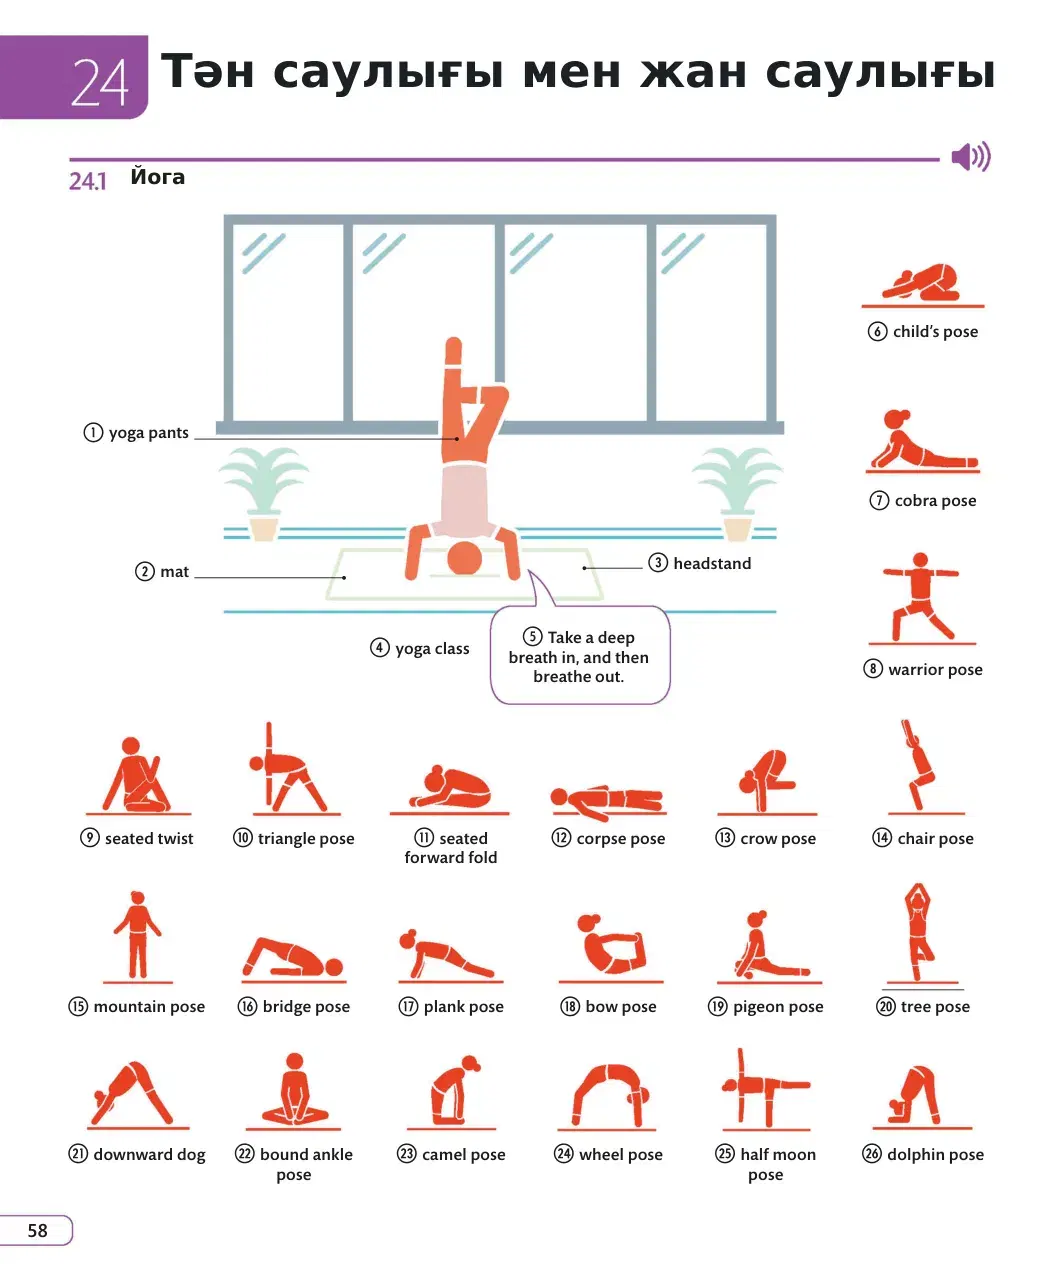 24
Тән саулығы мен жан саулығы
24.1 Йога
6 child's pose
1 yoga pants
7 cobra pose
2 mat
3 headstand
4 yoga class
5 Take a deep
breath in, and then
breathe out.
8 warrior pose
9 seated twist
10 triangle pose
11 seated
forward fold
12 corpse pose
13 crow pose
14 chair pose
15 mountain pose
16 bridge pose
17 plank pose
18 bow pose
19 pigeon pose
20 tree pose
21 downward dog
22 bound ankle
pose
23 camel pose
24 wheel pose
25 half moon
pose
26 dolphin pose
58